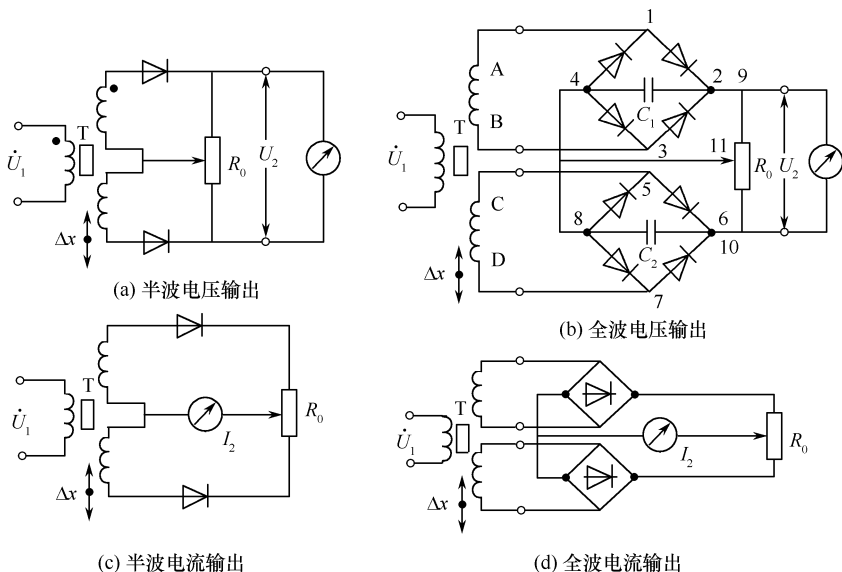 T
U̇₁
R₀
U₂
Δx
(a) 半波电压输出
1
A
4
2
9
C₁
B
T
U̇₁
3
11
R₀
U₂
C
5
8
6
C₂
10
D
Δx
7
(b) 全波电压输出
T
U̇₁
I₂
R₀
Δx
(c) 半波电流输出
T
U̇₁
I₂
R₀
Δx
(d) 全波电流输出